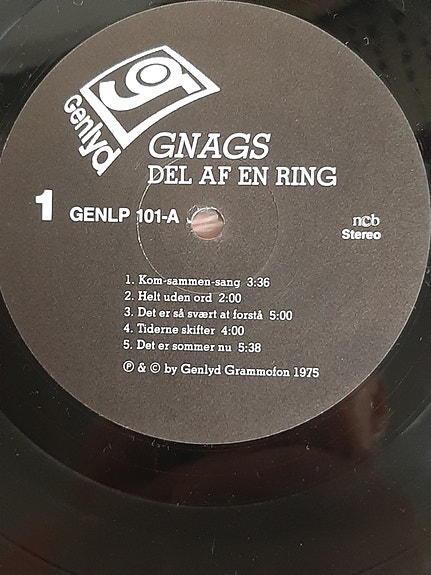 Genlyd
GNAGS
DEL AF EN RING
1 GENLP 101-A
ncb
Stereo
1. Kom-sammen-sang 3:36
2. Helt uden ord 2:00
3. Det er så svært at forstå 5:00
4. Tiderne skifter 4:00
5. Det er sommer nu 5:38
℗ & © by Genlyd Grammofon 1975